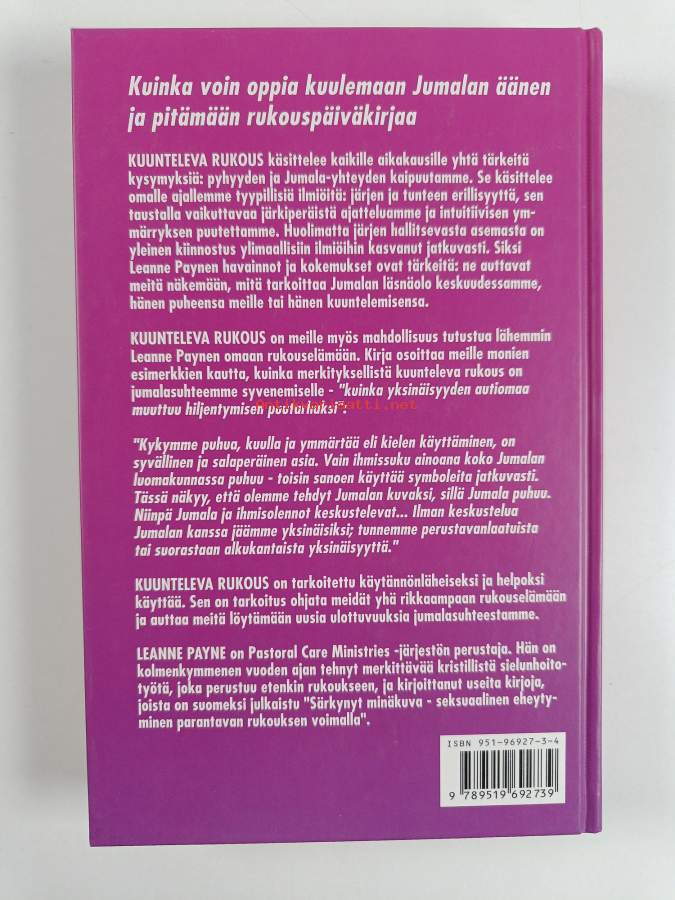 Kuinka voin oppia kuulemaan Jumalan äänen
ja pitämään rukouspäiväkirjaa
KUUNTELEVA RUKOUS käsittelee kaikille aikakausille yhtä tärkeitä
kysymyksiä: pyhyyden ja Jumala-yhteyden kaipuutamme. Se käsittelee
omalle ajallemme tyypillisiä ilmiöitä: järjen ja tunteen erillisyyttä, sen
taustalla vaikuttavaa järkiperäistä ajatteluamme ja intuitiivisen ym-
märryksen puutettamme. Huolimatta järjen hallitsevasta asemasta on
yleinen kiinnostus ylimaallisiin ilmiöihin kasvanut jatkuvasti. Siksi
Leanne Paynen havainnot ja kokemukset ovat tärkeitä: ne auttavat
meitä näkemään, mitä tarkoittaa Jumalan läsnäolo keskuudessamme,
hänen puheensa meille tai hänen kuuntelemisensa.
KUUNTELEVA RUKOUS on meille myös mahdollisuus tutustua lähemmin
Leanne Paynen omaan rukouselämään. Kirja osoittaa meille monien
esimerkkien kautta, kuinka merkityksellistä kuunteleva rukous on
jumalasuhteemme syvenemiselle - "kuinka yksinäisyyden autiomaa
muuttuu hiljentymisen puutarhaksi".
Antikvariaatti.net
"Kykymme puhua, kuulla ja ymmärtää eli kielen käyttäminen, on
syvällinen ja salaperäinen asia. Vain ihmissuku ainoana koko Jumalan
luomakunnassa puhuu - toisin sanoen käyttää symboleita jatkuvasti.
Tässä näkyy, että olemme tehdyt Jumalan kuvaksi, sillä Jumala puhuu.
Niinpä Jumala ja ihmisolennot keskustelevat... Ilman keskustelua
Jumalan kanssa jäämme yksinäisiksi; tunnemme perustavanlaatuista
tai suorastaan alkukantaista yksinäisyyttä."
KUUNTELEVA RUKOUS on tarkoitettu käytännönläheiseksi ja helpoksi
käyttää. Sen on tarkoitus ohjata meidät yhä rikkaampaan rukouselämään
ja auttaa meitä löytämään uusia ulottuvuuksia jumalasuhteestamme.
LEANNE PAYNE on Pastoral Care Ministries -järjestön perustaja. Hän on
kolmenkymmenen vuoden ajan tehnyt merkittävää kristillistä sielunhoito-
työtä, joka perustuu etenkin rukoukseen, ja kirjoittanut useita kirjoja,
joista on suomeksi julkaistu "Särkynyt minäkuva - seksuaalinen eheyty-
minen parantavan rukouksen voimalla".
ISBN 951-96927-3-4
9 789519 692739